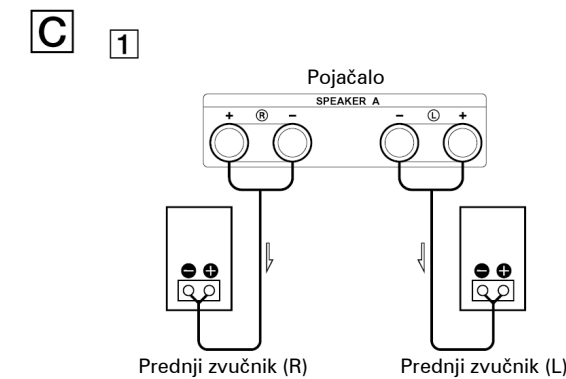 C 1
Pojačalo
SPEAKER A
+ R - - L +
- + - +
Prednji zvučnik (R) Prednji zvučnik (L)